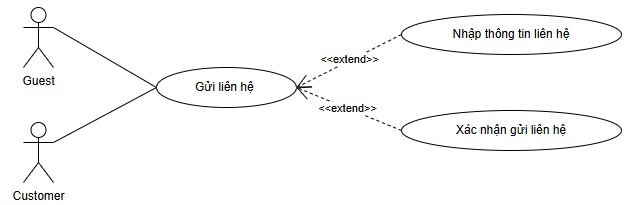 Guest
Customer
Gửi liên hệ
<<extend>>
<<extend>>
Nhập thông tin liên hệ
Xác nhận gửi liên hệ